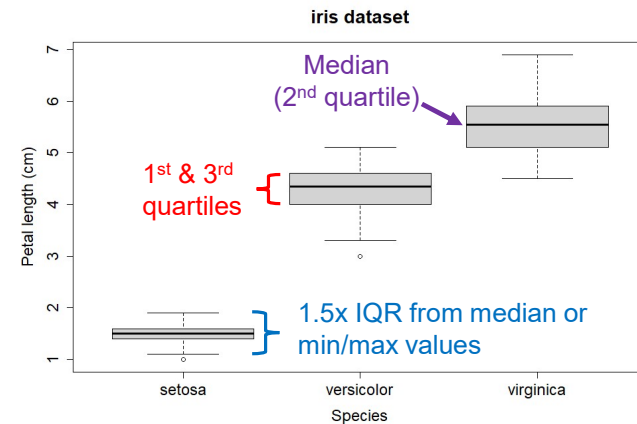 iris dataset
Median
(2nd quartile)
1st & 3rd
quartiles
1.5x IQR from median or
min/max values
Petal length (cm)
7
6
5
4
3
2
1
setosa versicolor virginica
Species